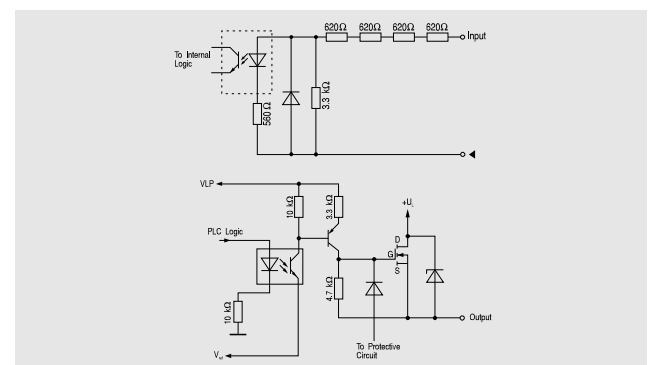 620Ω 620Ω 620Ω 620Ω
Input
To Internal
Logic
3.3 kΩ
560Ω
VLP
10 kΩ
3.3 kΩ
+U
PLC Logic
D
G
S
4.7 kΩ
10 kΩ
Output
To Protective
Circuit